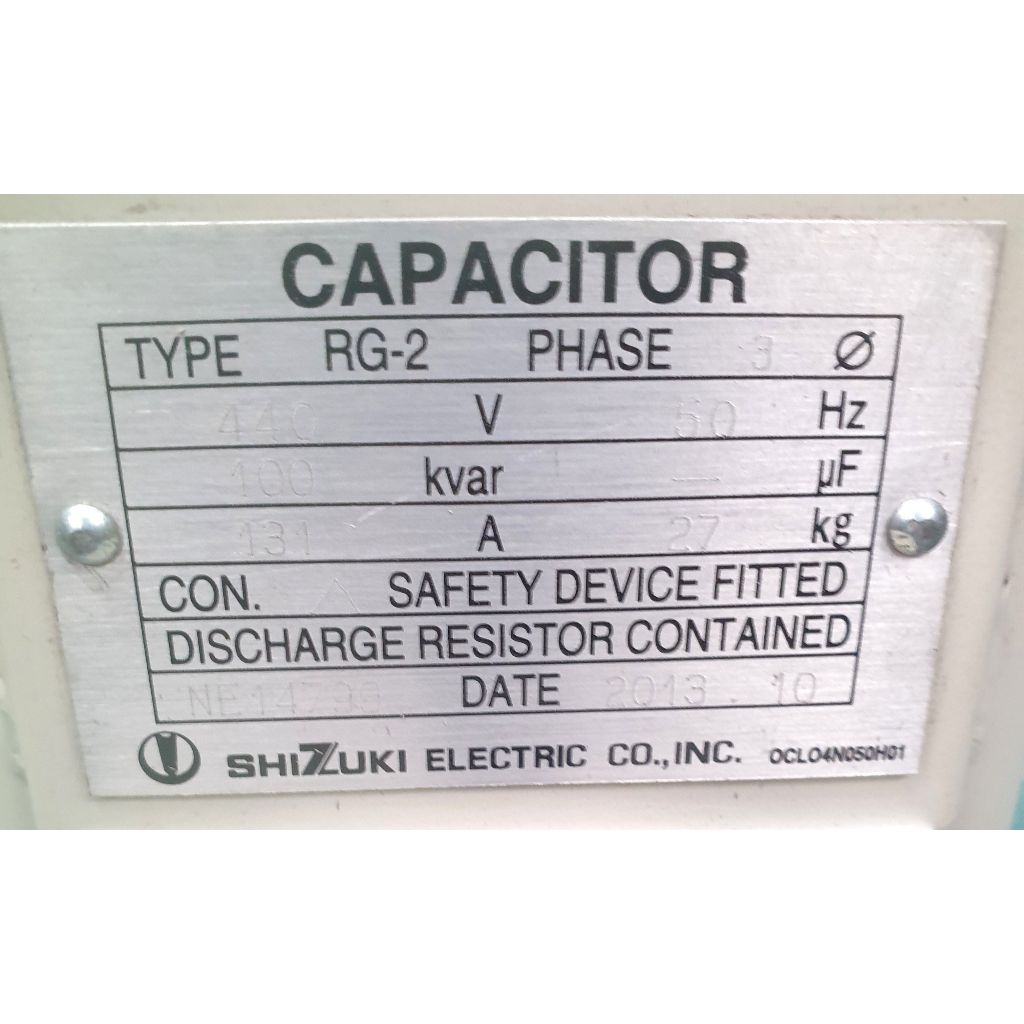 CAPACITOR
TYPE RG-2 PHASE 3 Ø
440 V 50 Hz
100 kvar — µF
131 A 27 kg
CON. △ SAFETY DEVICE FITTED
DISCHARGE RESISTOR CONTAINED
DATE 2013.10
SHIZUKI ELECTRIC CO.,INC. OCLO4N050H01